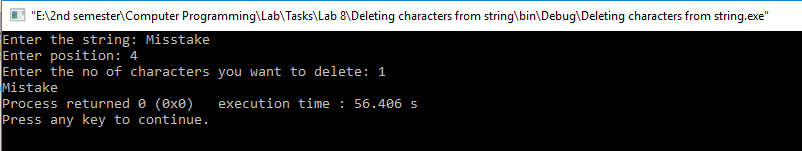 "E:\2nd semester\Computer Programming\Lab\Tasks\Lab 8\Deleting characters from string\bin\Debug\Deleting characters from string.exe"
Enter the string: Misstake
Enter position: 4
Enter the no of characters you want to delete: 1
Mistake
Process returned 0 (0x0)   execution time : 56.406 s
Press any key to continue.